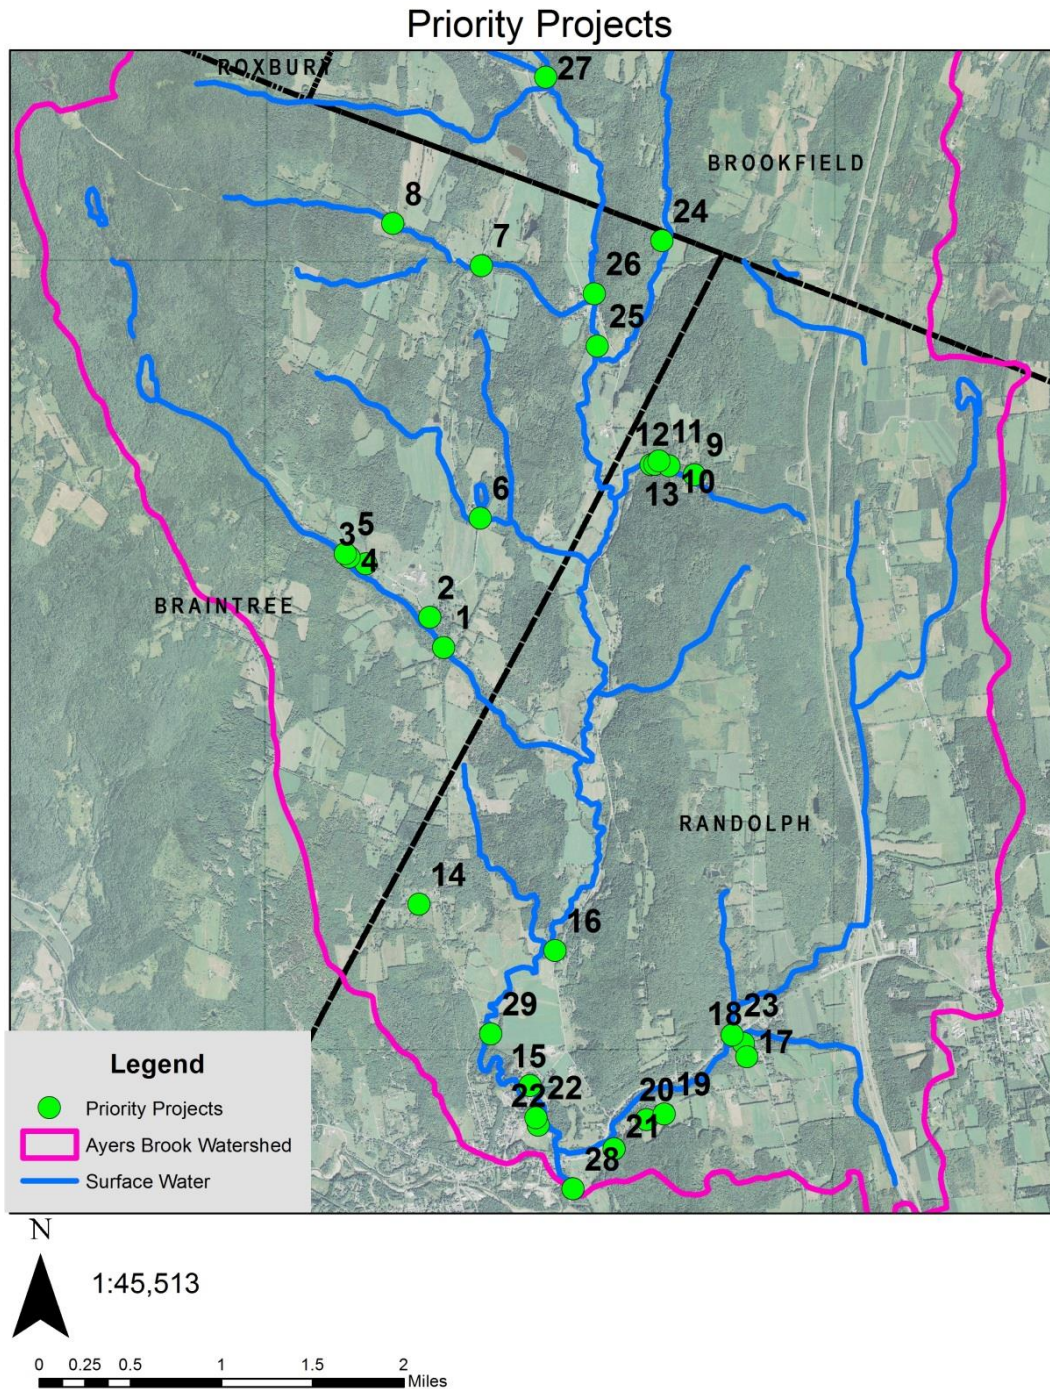 Priority Projects
ROXBURY
27
BROOKFIELD
8
24
7
26
25
12 11 9
13 10
6
3 5
4
2
BRAINTREE
1
RANDOLPH
14
16
29
23
18
17
15
22 22
20 19
21
28
Legend
Priority Projects
Ayers Brook Watershed
Surface Water
N
1:45,513
0 0.25 0.5 1 1.5 2
Miles